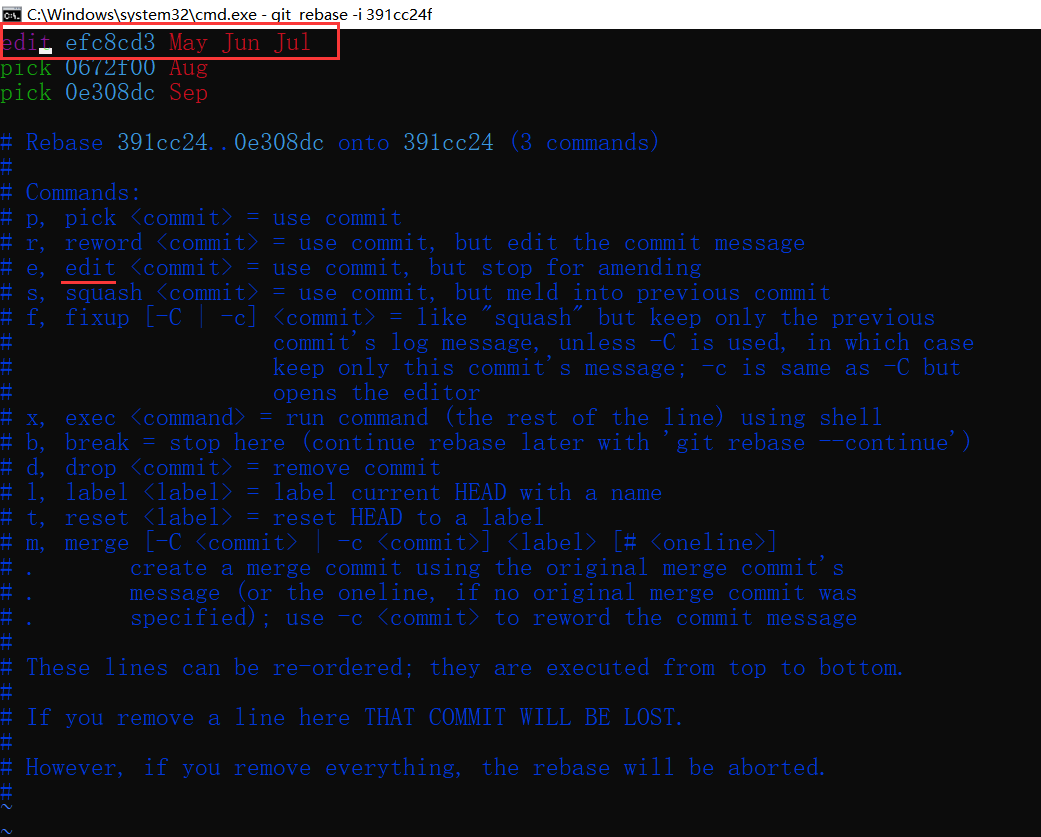 C:\Windows\system32\cmd.exe - git rebase -i 391cc24f
edit efc8cd3 May Jun Jul
pick 0672f00 Aug
pick 0e308dc Sep
# Rebase 391cc24..0e308dc onto 391cc24 (3 commands)
#
# Commands:
# p, pick <commit> = use commit
# r, reword <commit> = use commit, but edit the commit message
# e, edit <commit> = use commit, but stop for amending
# s, squash <commit> = use commit, but meld into previous commit
# f, fixup [-C | -c] <commit> = like "squash" but keep only the previous
# commit's log message, unless -C is used, in which case
# keep only this commit's message; -c is same as -C but
# opens the editor
# x, exec <command> = run command (the rest of the line) using shell
# b, break = stop here (continue rebase later with 'git rebase --continue')
# d, drop <commit> = remove commit
# l, label <label> = label current HEAD with a name
# t, reset <label> = reset HEAD to a label
# m, merge [-C <commit> | -c <commit>] <label> [# <oneline>]
# . create a merge commit using the original merge commit's
# . message (or the oneline, if no original merge commit was
# . specified); use -c <commit> to reword the commit message
#
# These lines can be re-ordered; they are executed from top to bottom.
#
# If you remove a line here THAT COMMIT WILL BE LOST.
#
# However, if you remove everything, the rebase will be aborted.
#
~
~